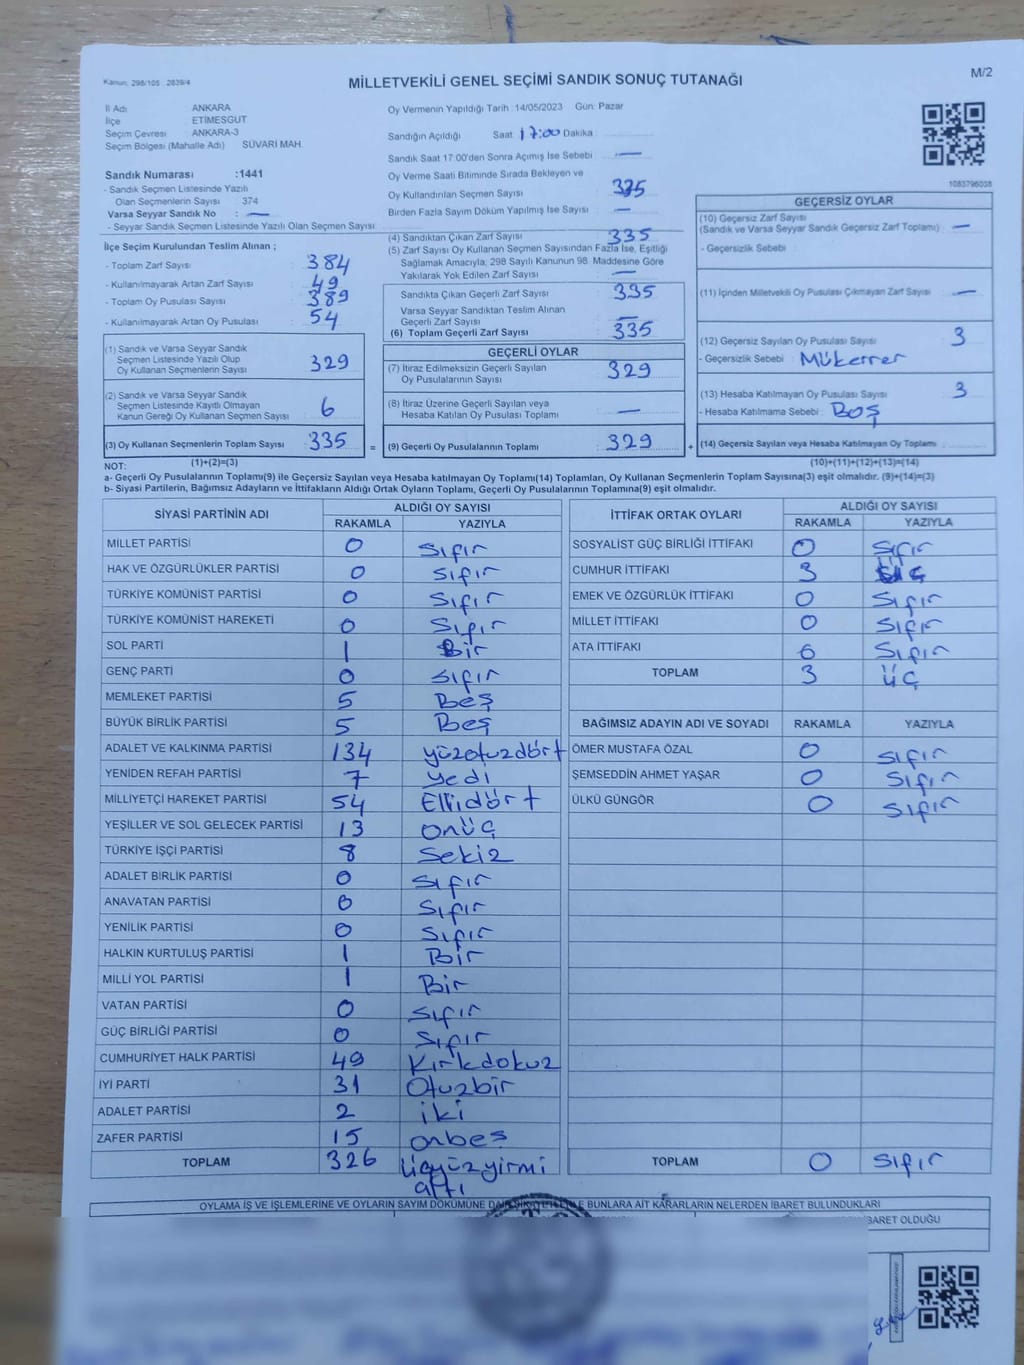 Kanun: 298/105 2839/4
MİLLETVEKİLİ GENEL SEÇİMİ SANDIK SONUÇ TUTANAĞI
M/2
İl Adı ANKARA
İlçe ETİMESGUT
Seçim Çevresi ANKARA-3
Seçim Bölgesi (Mahalle Adı) SÜVARİ MAH.
Sandık Numarası :1441
- Sandık Seçmen Listesinde Yazılı
Olan Seçmenlerin Sayısı 374
Varsa Seyyar Sandık No : —
- Seyyar Sandık Seçmen Listesinde Yazılı Olan Seçmen Sayısı
İlçe Seçim Kurulundan Teslim Alınan ;
- Toplam Zarf Sayısı : 384
- Kullanılmayarak Artan Zarf Sayısı : 49
- Toplam Oy Pusulası Sayısı : 389
- Kullanılmayarak Artan Oy Pusulası : 54
(1) Sandık ve Varsa Seyyar Sandık
Seçmen Listesinde Yazılı Olup
Oy Kullanan Seçmenlerin Sayısı 329
(2) Sandık ve Varsa Seyyar Sandık
Seçmen Listesinde Kayıtlı Olmayan
Kanun Gereği Oy Kullanan Seçmen Sayısı 6
(3) Oy Kullanan Seçmenlerin Toplam Sayısı 335 =
(1)+(2)=(3)
Oy Vermenin Yapıldığı Tarih : 14/05/2023 Gün: Pazar
Sandığın Açıldığı Saat 17:00 Dakika :
Sandık Saat 17:00'den Sonra Açmış İse Sebebi : —
Oy Verme Saati Bitiminde Sırada Bekleyen ve
Oy Kullandırılan Seçmen Sayısı : 335
Birden Fazla Sayım Döküm Yapılmış İse Sayısı : —
(4) Sandıktan Çıkan Zarf Sayısı : 335
(5) Zarf Sayısı Oy Kullanan Seçmen Sayısından Fazla İse, Eşitliği
Sağlamak Amacıyla; 298 Sayılı Kanunun 98. Maddesine Göre
Yakılarak Yok Edilen Zarf Sayısı : —
Sandıkta Çıkan Geçerli Zarf Sayısı : 335
Varsa Seyyar Sandıktan Teslim Alınan
Geçerli Zarf Sayısı : —
(6) Toplam Geçerli Zarf Sayısı : 335
GEÇERLİ OYLAR
(7) İtiraz Edilmeksizin Geçerli Sayılan
Oy Pusulalarının Sayısı : 329
(8) İtiraz Üzerine Geçerli Sayılan veya
Hesaba Katılan Oy Pusulası Toplamı : —
(9) Geçerli Oy Pusulalarının Toplamı : 329 +
1083796038
GEÇERSİZ OYLAR
(10) Geçersiz Zarf Sayısı
(Sandık ve Varsa Seyyar Sandık Geçersiz Zarf Toplamı) : —
- Geçersizlik Sebebi :
(11) İçinden Milletvekili Oy Pusulası Çıkmayan Zarf Sayısı : —
(12) Geçersiz Sayılan Oy Pusulası Sayısı : 3
- Geçersizlik Sebebi : Mükerrer
(13) Hesaba Katılmayan Oy Pusulası Sayısı : 3
- Hesaba Katılmama Sebebi : BOŞ
(14) Geçersiz Sayılan veya Hesaba Katılmayan Oy Toplamı :
(10)+(11)+(12)+(13)=(14)
NOT:
a- Geçerli Oy Pusulalarının Toplamı(9) ile Geçersiz Sayılan veya Hesaba katılmayan Oy Toplamı(14) Toplamları, Oy Kullanan Seçmenlerin Toplam Sayısına(3) eşit olmalıdır. (9)+(14)=(3)
b- Siyasi Partilerin, Bağımsız Adayların ve İttifakların Aldığı Ortak Oyların Toplamı, Geçerli Oy Pusulalarının Toplamına(9) eşit olmalıdır.
SİYASİ PARTİNİN ADI ALDIĞI OY SAYISI
RAKAMLA YAZIYLA
MİLLET PARTİSİ 0 Sıfır
HAK VE ÖZGÜRLÜKLER PARTİSİ 0 Sıfır
TÜRKİYE KOMÜNİST PARTİSİ 0 Sıfır
TÜRKİYE KOMÜNİST HAREKETİ 0 Sıfır
SOL PARTİ 1 Bir
GENÇ PARTİ 0 Sıfır
MEMLEKET PARTİSİ 5 Beş
BÜYÜK BİRLİK PARTİSİ 5 Beş
ADALET VE KALKINMA PARTİSİ 134 yüzotuzdört
YENİDEN REFAH PARTİSİ 7 yedi
MİLLİYETÇİ HAREKET PARTİSİ 54 Ellidört
YEŞİLLER VE SOL GELECEK PARTİSİ 13 onüç
TÜRKİYE İŞÇİ PARTİSİ 8 Sekiz
ADALET BİRLİK PARTİSİ 0 Sıfır
ANAVATAN PARTİSİ 0 Sıfır
YENİLİK PARTİSİ 0 Sıfır
HALKIN KURTULUŞ PARTİSİ 1 Bir
MİLLİ YOL PARTİSİ 1 Bir
VATAN PARTİSİ 0 Sıfır
GÜÇ BİRLİĞİ PARTİSİ 0 Sıfır
CUMHURİYET HALK PARTİSİ 49 Kırkdokuz
İYİ PARTİ 31 Otuzbir
ADALET PARTİSİ 2 iki
ZAFER PARTİSİ 15 onbeş
TOPLAM 326 üçyüzyirmi
altı
İTTİFAK ORTAK OYLARI ALDIĞI OY SAYISI
RAKAMLA YAZIYLA
SOSYALİST GÜÇ BİRLİĞİ İTTİFAKI 0 Sıfır
CUMHUR İTTİFAKI 3 üç
EMEK VE ÖZGÜRLÜK İTTİFAKI 0 Sıfır
MİLLET İTTİFAKI 0 Sıfır
ATA İTTİFAKI 0 Sıfır
TOPLAM 3 üç
BAĞIMSIZ ADAYIN ADI VE SOYADI RAKAMLA YAZIYLA
ÖMER MUSTAFA ÖZAL 0 Sıfır
ŞEMSEDDİN AHMET YAŞAR 0 Sıfır
ÜLKÜ GÜNGÖR 0 Sıfır
TOPLAM 0 Sıfır
OYLAMA İŞ VE İŞLEMLERİNE VE OYLARIN SAYIM DÖKÜMÜNE BUNLARA AİT KARARLARIN NELERDEN İBARET BULUNDUKLARI
İBARET OLDUĞU